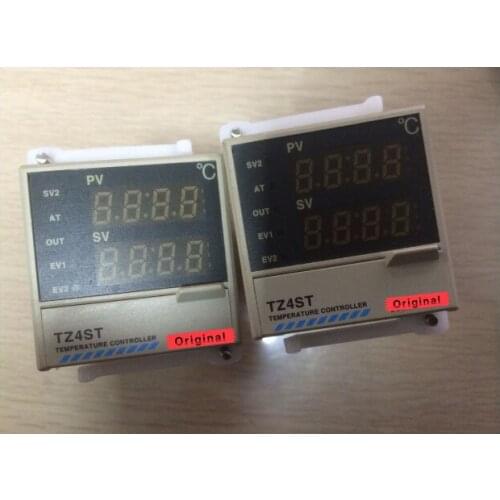 ℃
PV
SV2
AT
OUT
SV
EV1
EV2
TZ4ST
TEMPERATURE CONTROLLER
Original
℃
PV
SV2
AT
SV
OUT
EV1
EV2
TZ4ST
TEMPERATURE CONTROLLER
Original